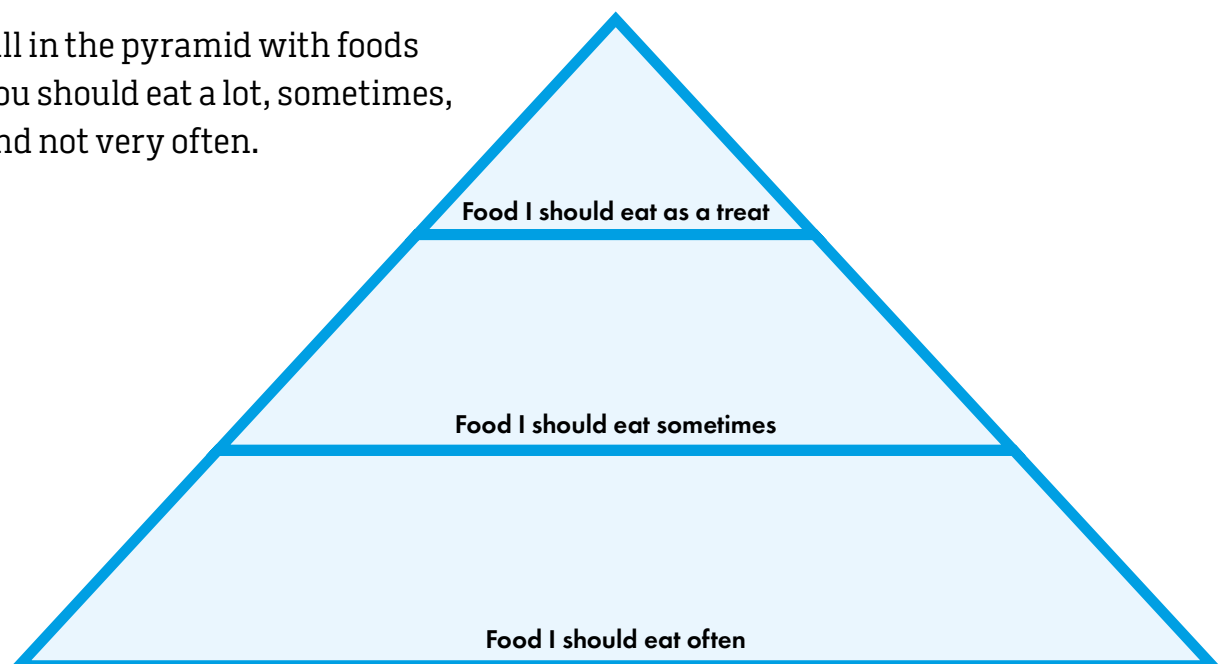 ll in the pyramid with foods
ou should eat a lot, sometimes,
nd not very often.
Food I should eat as a treat
Food I should eat sometimes
Food I should eat often